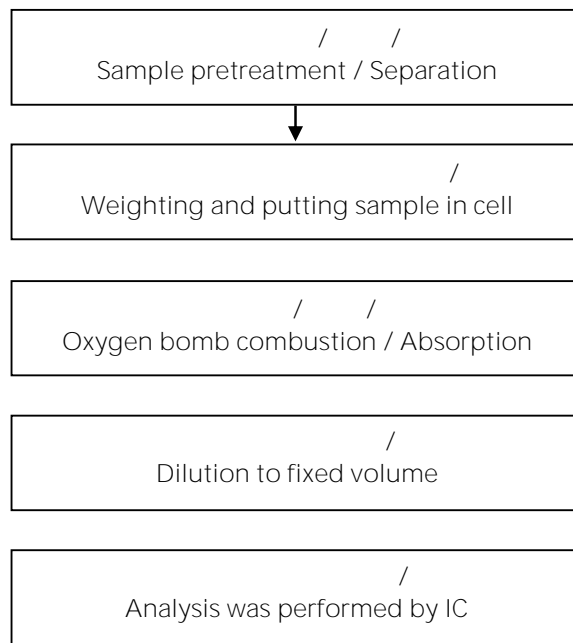 / /
Sample pretreatment / Separation
/
Weighting and putting sample in cell
/ /
Oxygen bomb combustion / Absorption
/
Dilution to fixed volume
/
Analysis was performed by IC